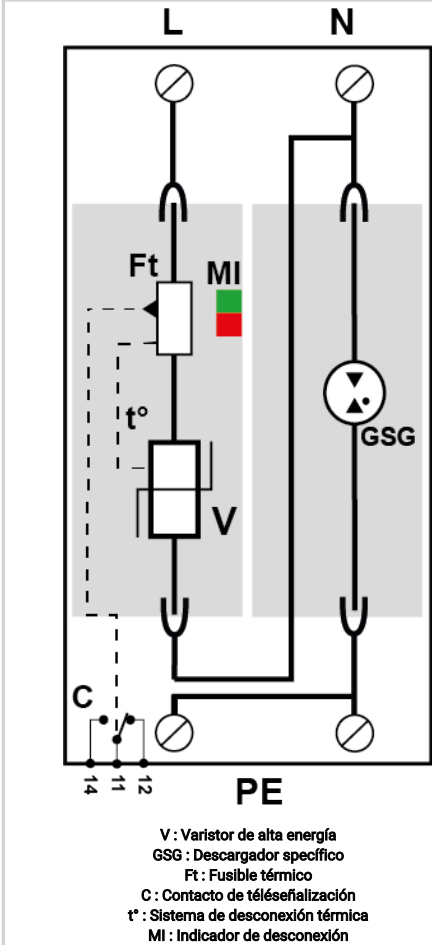 L N
Ft MI
t°
GSG
V
C
14 11 12
PE
V : Varistor de alta energía
GSG : Descargador específico
Ft : Fusible térmico
C : Contacto de téléseñalización
t° : Sistema de desconexión térmica
MI : Indicador de desconexión